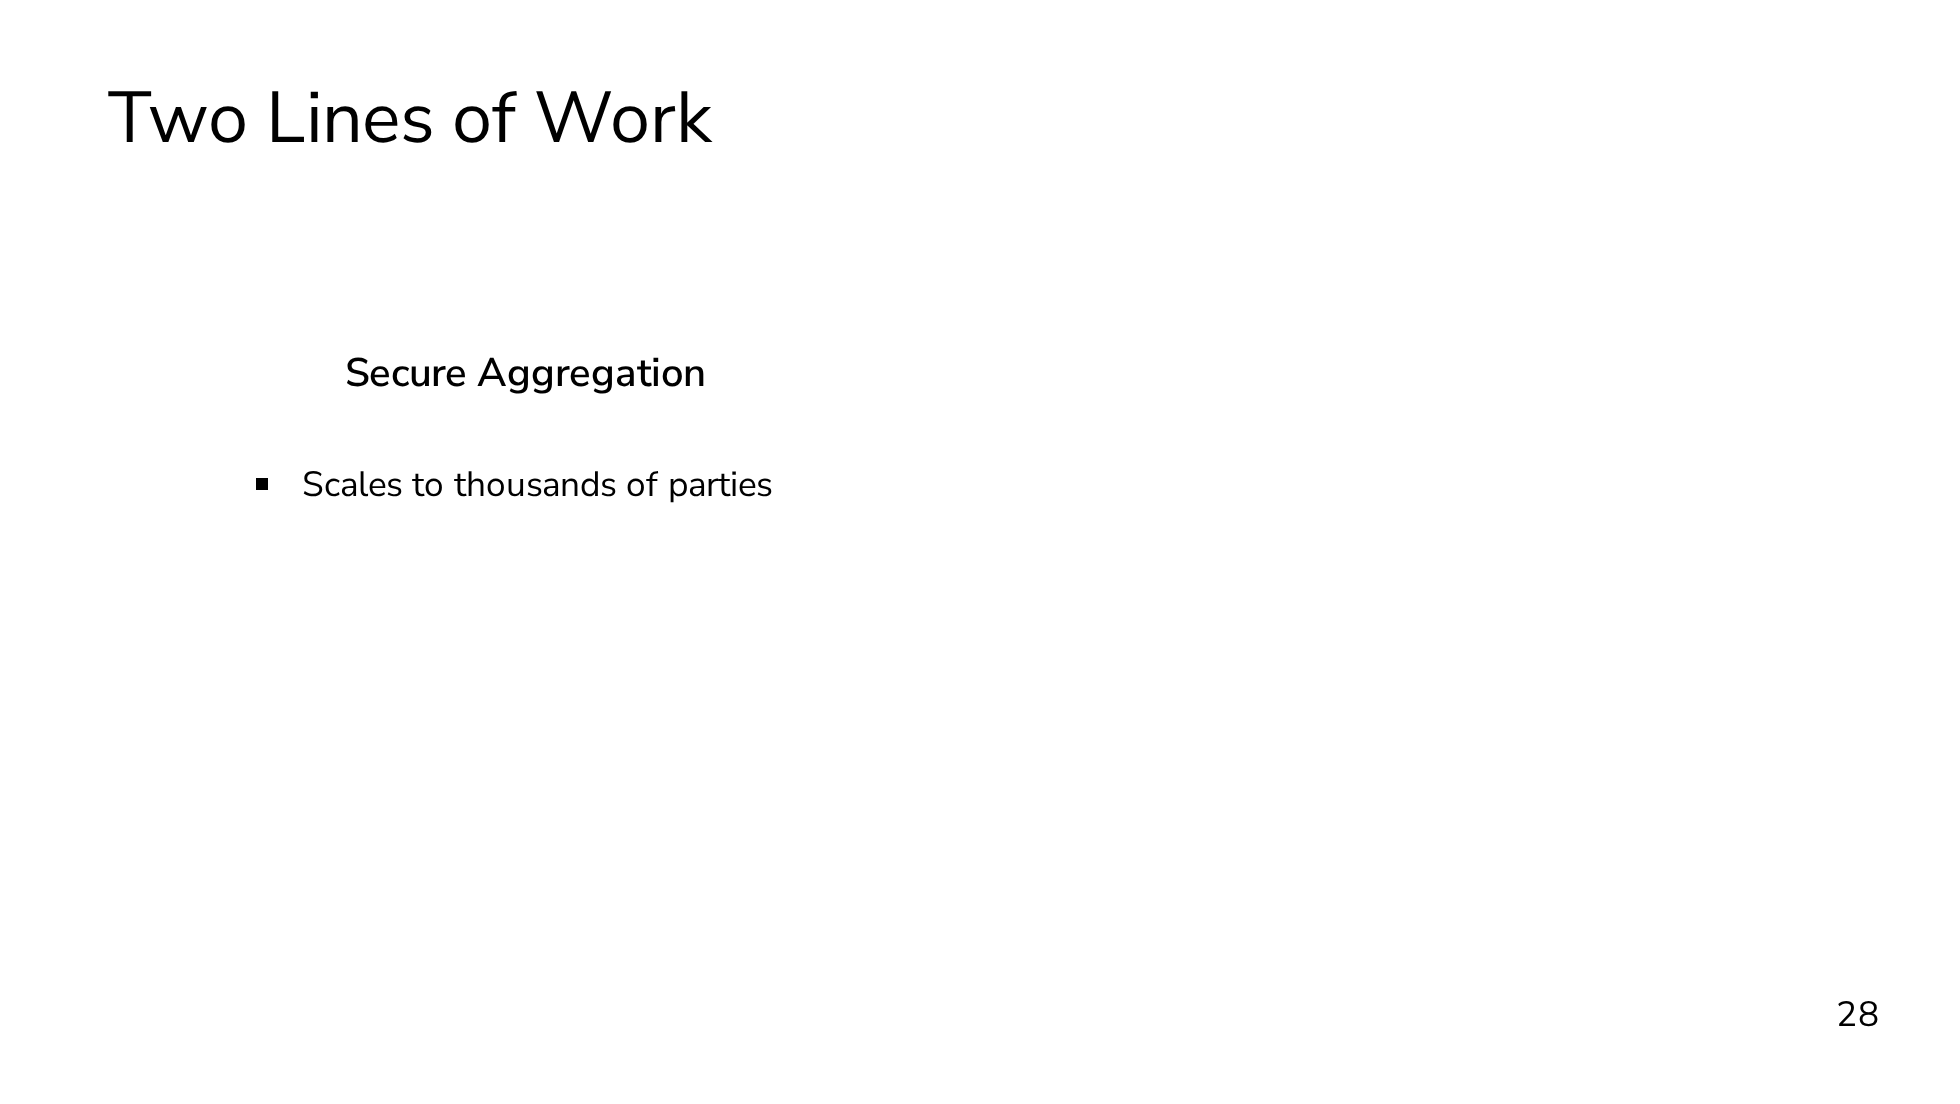 Two Lines of Work
Secure Aggregation
▪ Scales to thousands of parties
28